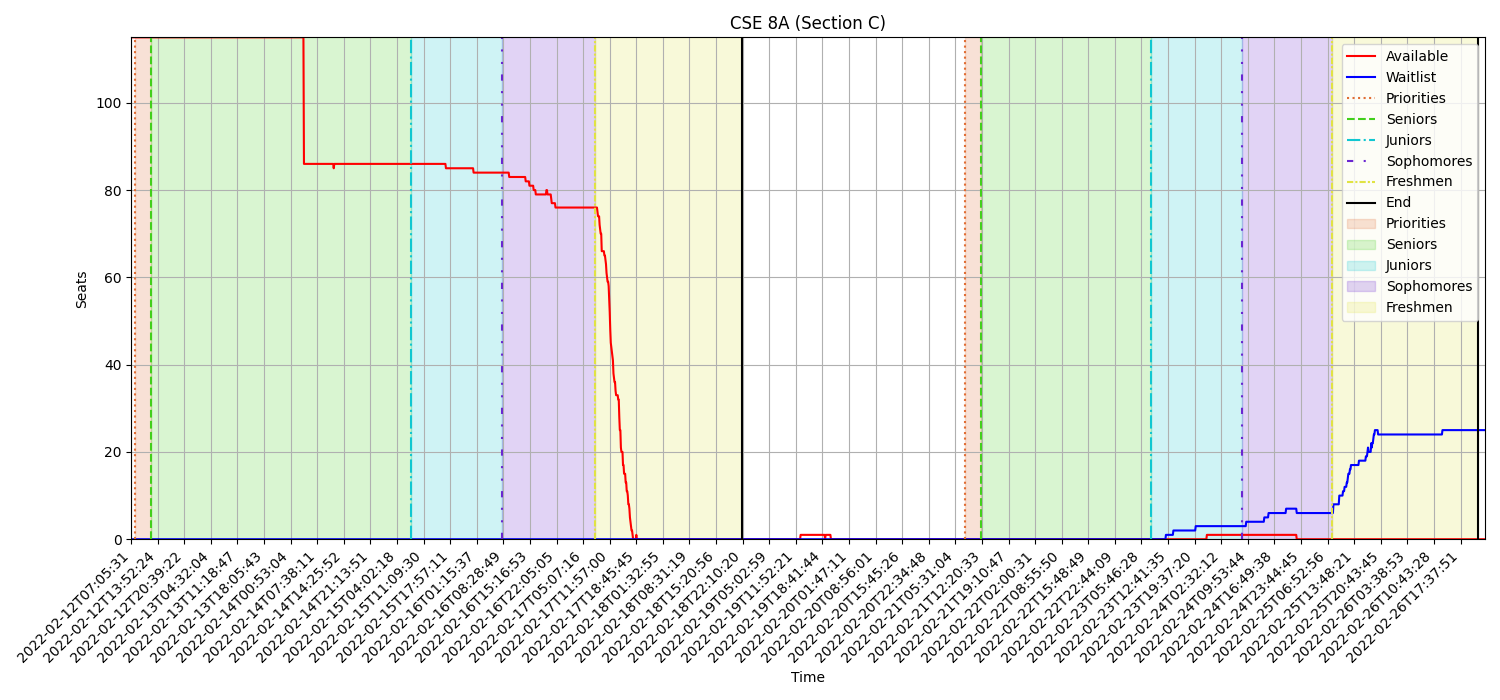 CSE 8A (Section C)
Available
Waitlist
Priorities
Seniors
Juniors
Sophomores
Freshmen
End
Priorities
Seniors
Juniors
Sophomores
Freshmen
Seats
100
80
60
40
20
0
2022-02-12T07:05:31
2022-02-12T13:52:24
2022-02-12T20:39:22
2022-02-13T04:32:04
2022-02-13T11:18:47
2022-02-13T18:05:43
2022-02-14T00:53:04
2022-02-14T07:38:11
2022-02-14T14:25:52
2022-02-14T21:13:51
2022-02-15T04:02:18
2022-02-15T11:09:30
2022-02-15T17:57:11
2022-02-16T01:15:37
2022-02-16T08:28:49
2022-02-16T15:16:53
2022-02-16T22:05:05
2022-02-17T05:07:16
2022-02-17T11:57:00
2022-02-17T18:45:45
2022-02-18T01:32:55
2022-02-18T08:31:19
2022-02-18T15:20:56
2022-02-18T22:10:20
2022-02-19T05:02:59
2022-02-19T11:52:21
2022-02-19T18:41:44
2022-02-20T01:47:11
2022-02-20T08:56:01
2022-02-20T15:45:26
2022-02-20T22:34:48
2022-02-21T05:31:04
2022-02-21T12:20:33
2022-02-21T19:10:47
2022-02-22T02:00:31
2022-02-22T08:55:50
2022-02-22T15:48:49
2022-02-22T22:44:09
2022-02-23T05:46:28
2022-02-23T12:41:35
2022-02-23T19:37:20
2022-02-24T02:32:12
2022-02-24T09:53:44
2022-02-24T16:49:38
2022-02-24T23:44:45
2022-02-25T06:52:56
2022-02-25T13:48:21
2022-02-25T20:43:45
2022-02-26T03:38:53
2022-02-26T10:43:28
2022-02-26T17:37:51
Time